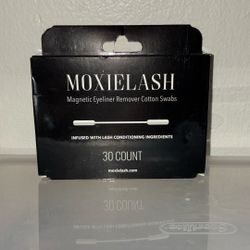 MOXIELASH
Magnetic Eyeliner Remover Cotton Swabs
INFUSED WITH LASH CONDITIONING INGREDIENTS
30 COUNT
moxielash.com